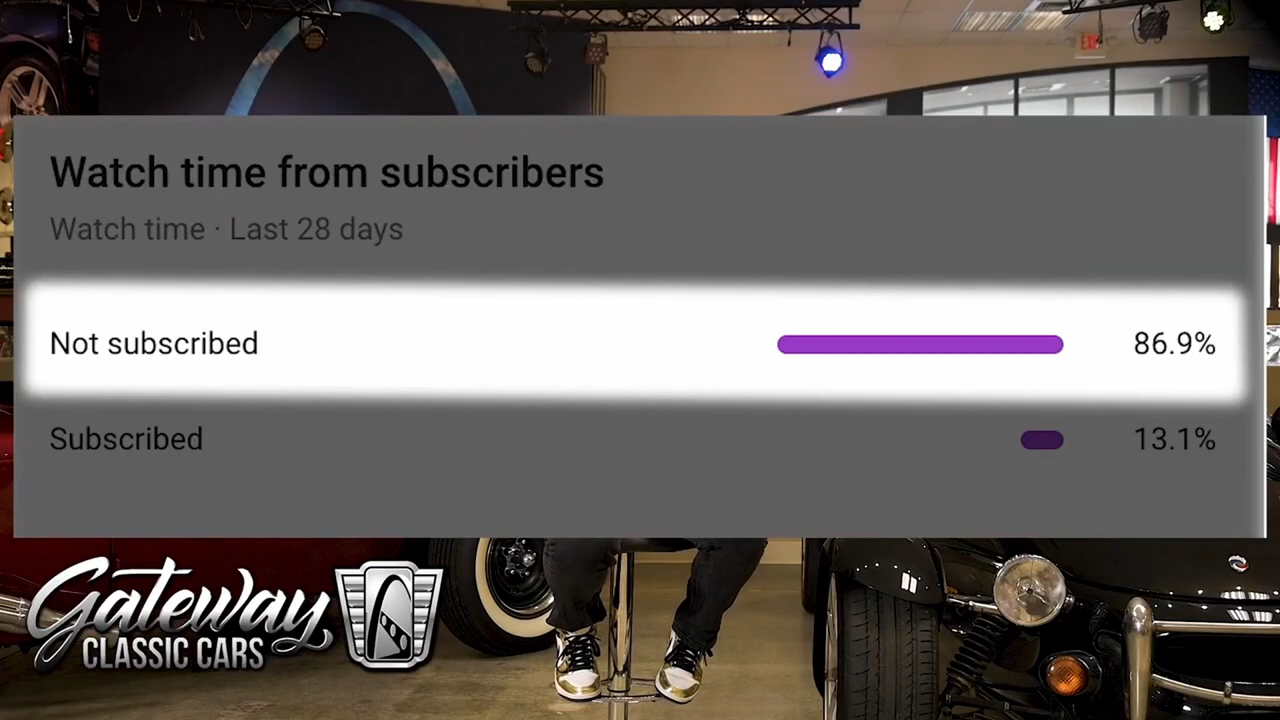 Watch time from subscribers
Watch time · Last 28 days
Not subscribed 86.9%
Subscribed 13.1%
Gateway
CLASSIC CARS